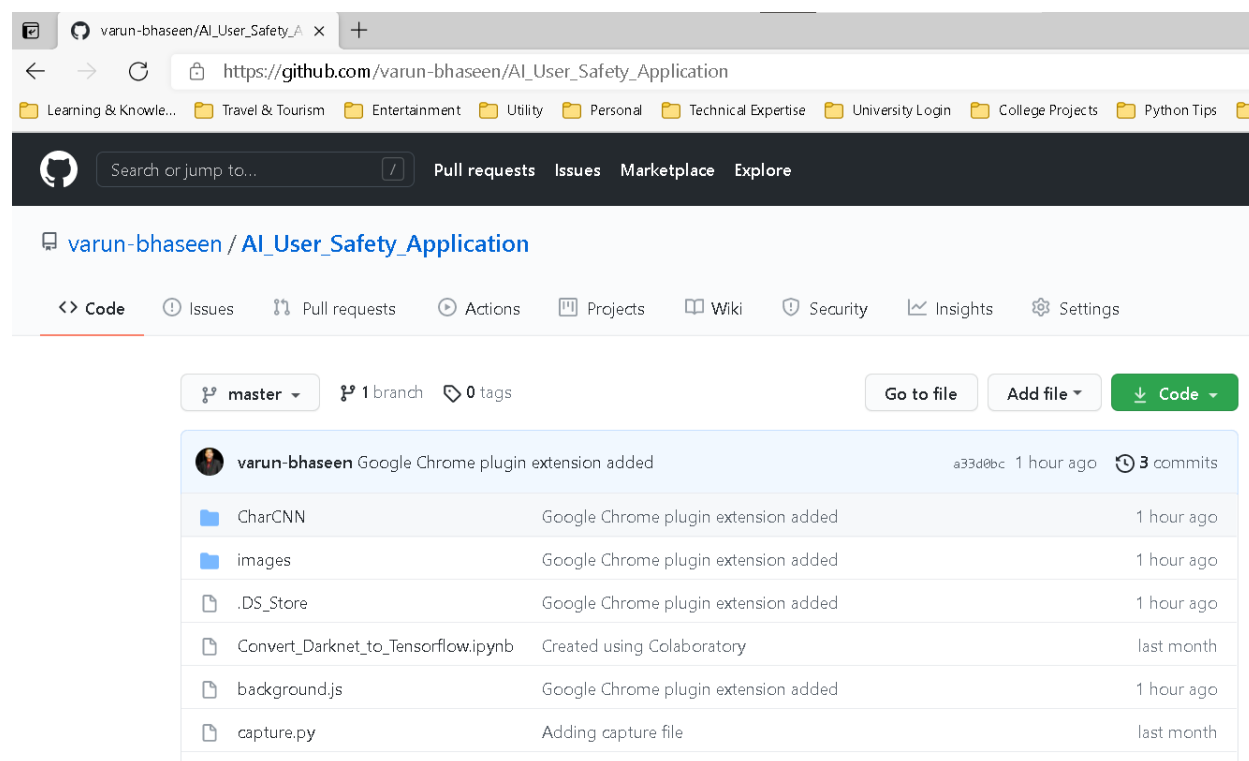 varun-bhaseen/AI_User_Safety_A
https://github.com/varun-bhaseen/AI_User_Safety_Application
Learning & Knowle... Travel & Tourism Entertainment Utility Personal Technical Expertise University Login College Projects Python Tips
Search or jump to... / Pull requests Issues Marketplace Explore
varun-bhaseen / AI_User_Safety_Application
Code Issues Pull requests Actions Projects Wiki Security Insights Settings
master 1 branch 0 tags Go to file Add file Code
varun-bhaseen Google Chrome plugin extension added a33d0bc 1 hour ago 3 commits
CharCNN Google Chrome plugin extension added 1 hour ago
images Google Chrome plugin extension added 1 hour ago
.DS_Store Google Chrome plugin extension added 1 hour ago
Convert_Darknet_to_Tensorflow.ipynb Created using Colaboratory last month
background.js Google Chrome plugin extension added 1 hour ago
capture.py Adding capture file last month